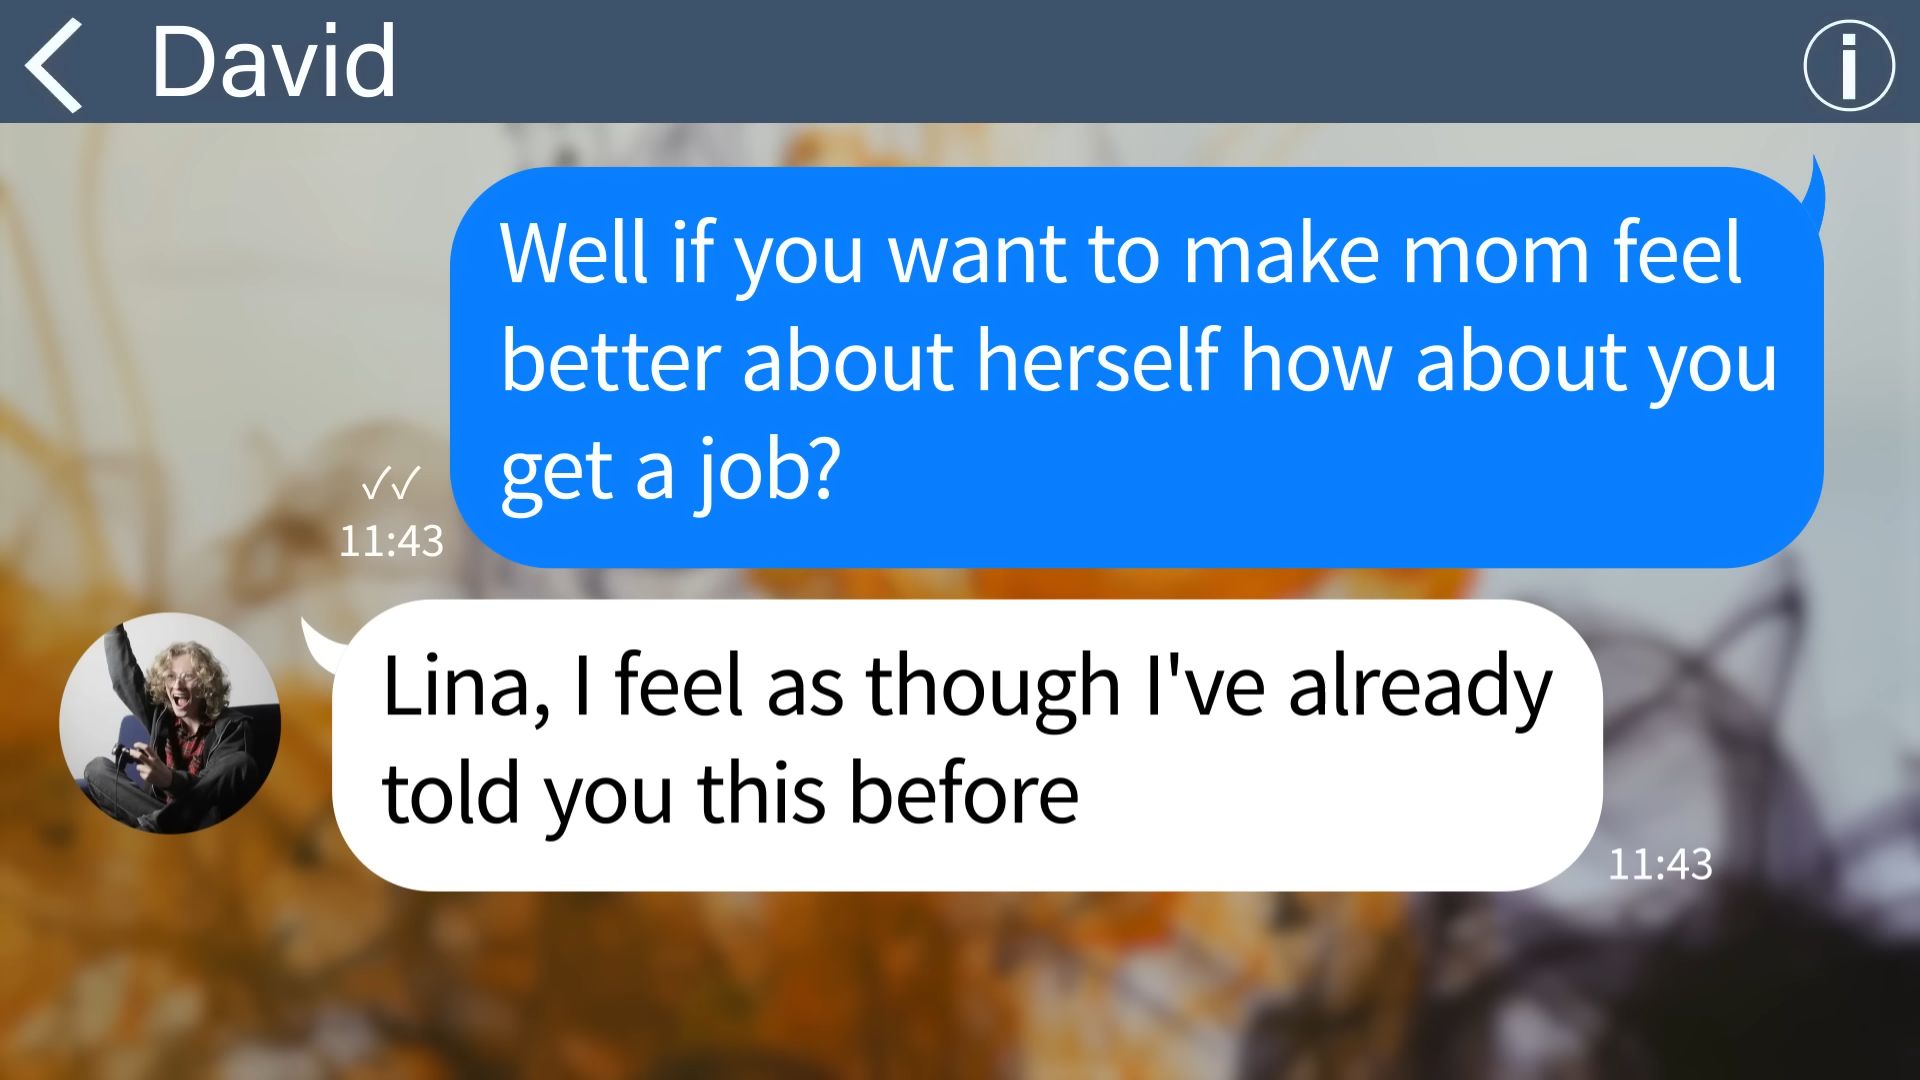 David
Well if you want to make mom feel
better about herself how about you
get a job?
✓✓
11:43
Lina, I feel as though I've already
told you this before
11:43